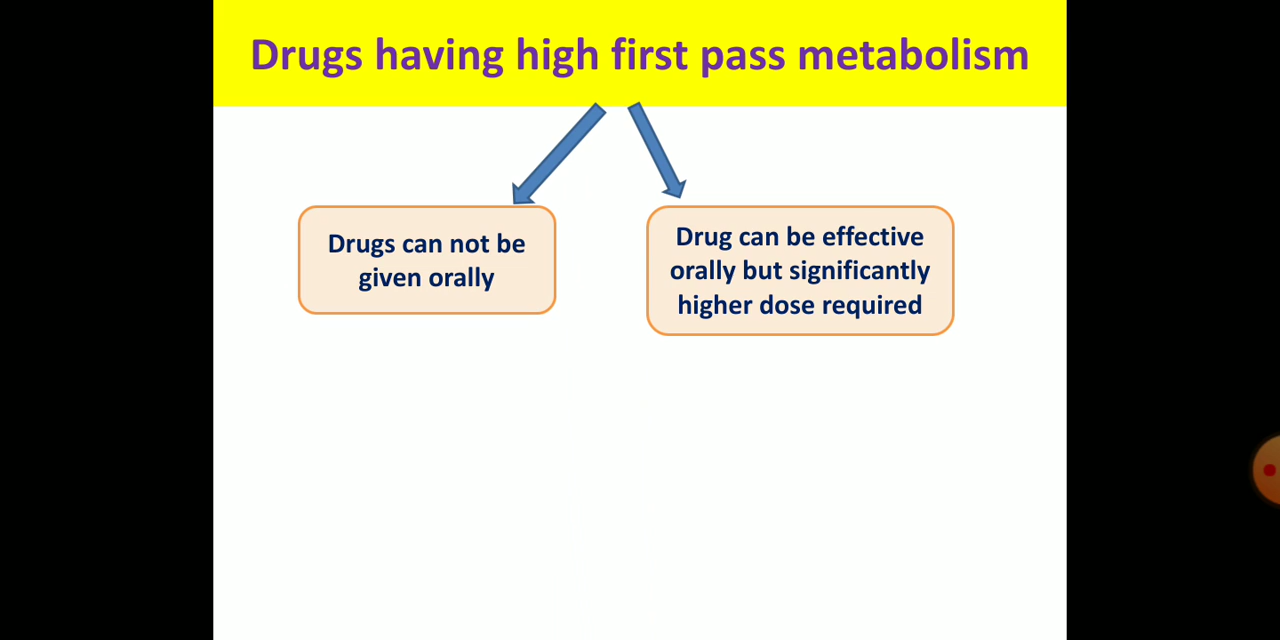 Drugs having high first pass metabolism
Drugs can not be
given orally
Drug can be effective
orally but significantly
higher dose required